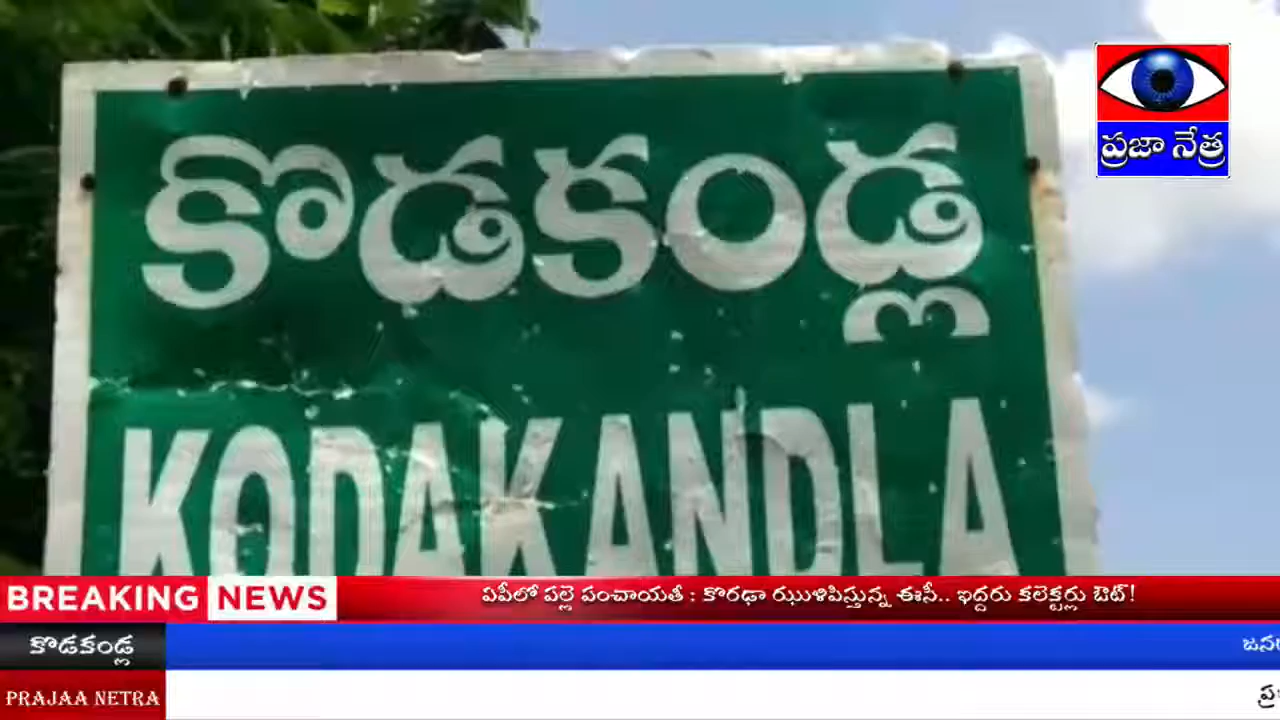 ప్రజా నేత్ర
కొడకండ్ల
KODAKANDLA
BREAKING NEWS
ఏపీలో పల్లె పంచాయతీ : కొరఢా ఝుళిపిస్తున్న ఈసీ.. ఇద్దరు కలెక్టర్లు ఔట్!
కొడకండ్ల
PRAJAA NETRA